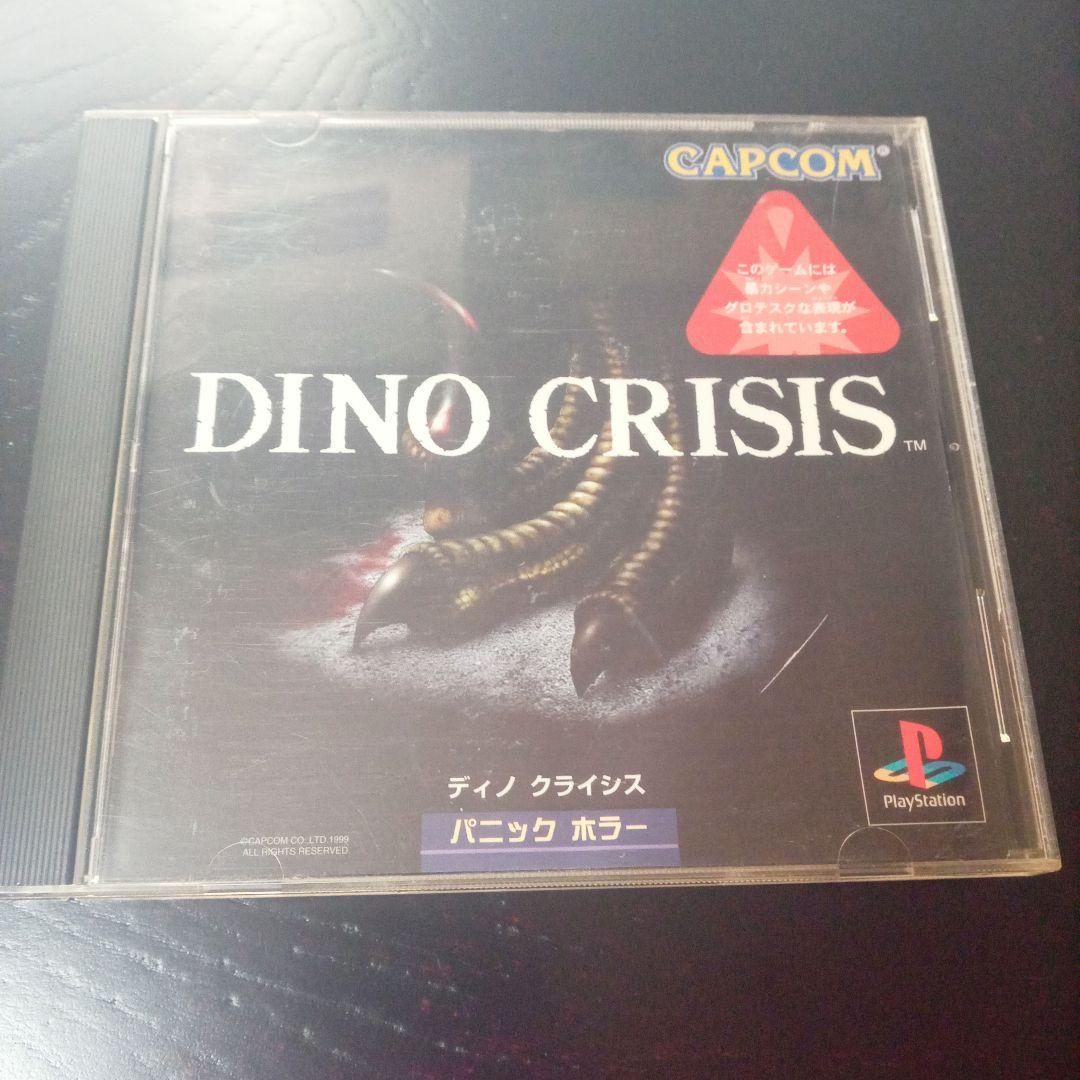 CAPCOM®
このゲームには
暴力シーンや
グロテスクな表現が
含まれています。
DINO CRISIS™
ディノ クライシス
パニック ホラー
©CAPCOM CO.,LTD.1999
ALL RIGHTS RESERVED.
PlayStation